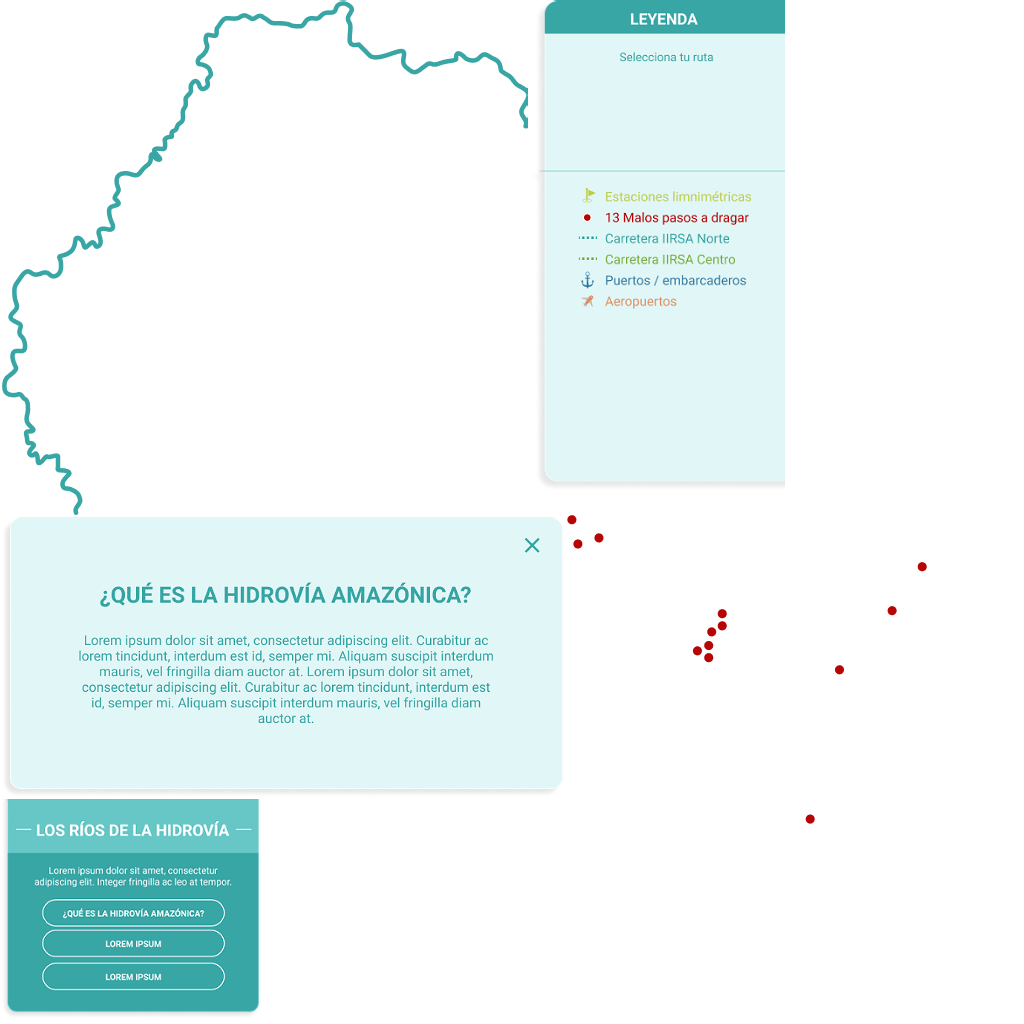 LEYENDA
Selecciona tu ruta
Estaciones limnimétricas
13 Malos pasos a dragar
Carretera IIRSA Norte
Carretera IIRSA Centro
Puertos / embarcaderos
Aeropuertos
¿QUÉ ES LA HIDROVÍA AMAZÓNICA?
Lorem ipsum dolor sit amet, consectetur adipiscing elit. Curabitur ac
lorem tincidunt, interdum est id, semper mi. Aliquam suscipit interdum
mauris, vel fringilla diam auctor at. Lorem ipsum dolor sit amet,
consectetur adipiscing elit. Curabitur ac lorem tincidunt, interdum est
id, semper mi. Aliquam suscipit interdum mauris, vel fringilla diam
auctor at.
LOS RÍOS DE LA HIDROVÍA
Lorem ipsum dolor sit amet, consectetur
adipiscing elit. Integer fringilla ac leo at tempor.
¿QUÉ ES LA HIDROVÍA AMAZÓNICA?
LOREM IPSUM
LOREM IPSUM